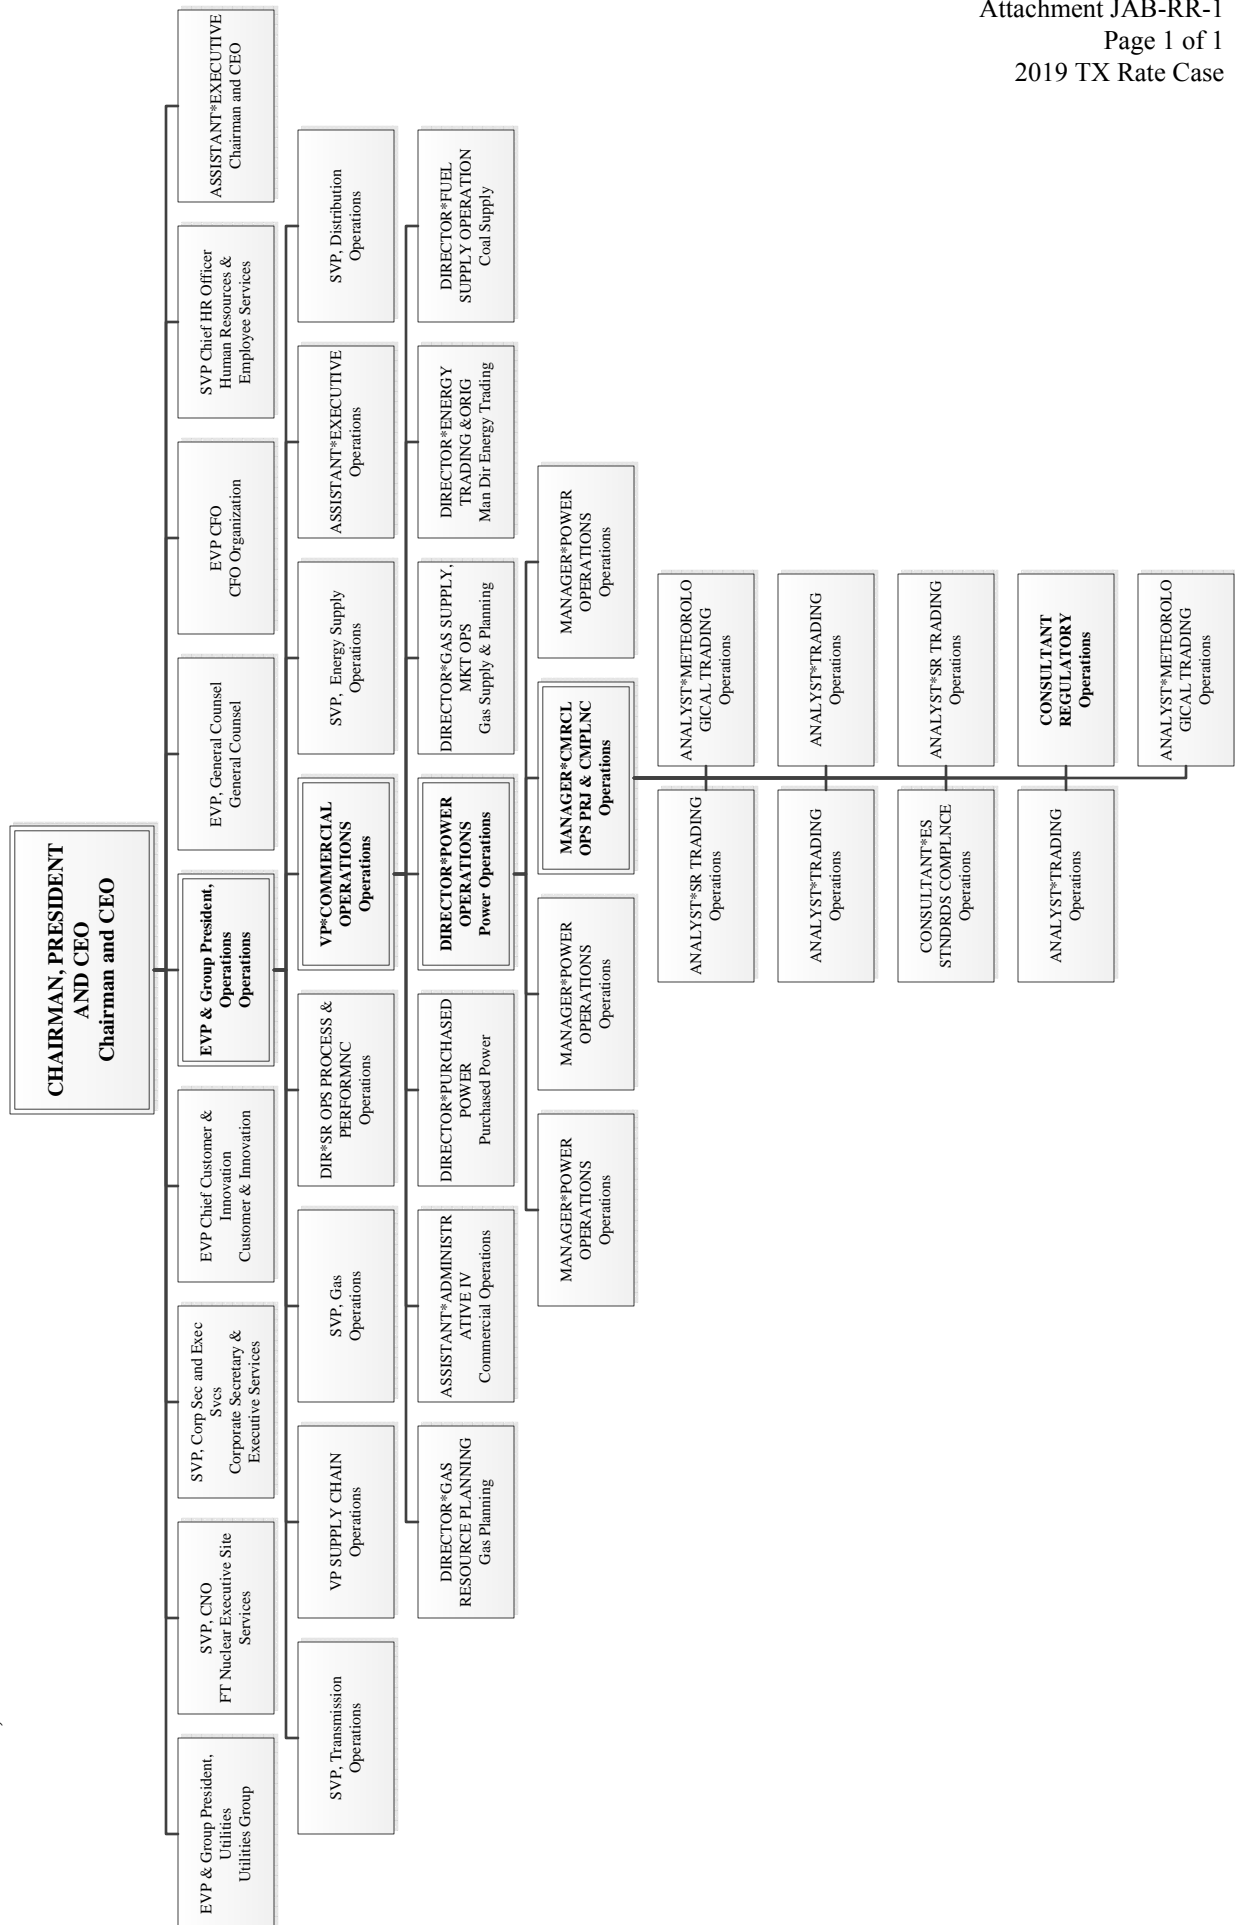 Attachment JAB-RR-1
Page 1 of 1
2019 TX Rate Case
CHAIRMAN, PRESIDENT
AND CEO
Chairman and CEO
EVP & Group President,
Utilities
Utilities Group
SVP, CNO
FT Nuclear Executive Site
Services
SVP, Corp Sec and Exec
Svcs
Corporate Secretary &
Executive Services
EVP Chief Customer &
Innovation
Customer & Innovation
EVP & Group President,
Operations
Operations
EVP, General Counsel
General Counsel
EVP CFO
CFO Organization
SVP Chief HR Officer
Human Resources &
Employee Services
ASSISTANT*EXECUTIVE
Chairman and CEO
SVP, Transmission
Operations
VP SUPPLY CHAIN
Operations
SVP, Gas
Operations
DIR*SR OPS PROCESS &
PERFORMNC
Operations
VP*COMMERCIAL
OPERATIONS
Operations
SVP, Energy Supply
Operations
ASSISTANT*EXECUTIVE
Operations
SVP, Distribution
Operations
DIRECTOR*GAS
RESOURCE PLANNING
Gas Planning
ASSISTANT*ADMINISTR
ATIVE IV
Commercial Operations
DIRECTOR*PURCHASED
POWER
Purchased Power
DIRECTOR*POWER
OPERATIONS
Power Operations
DIRECTOR*GAS SUPPLY,
MKT OPS
Gas Supply & Planning
DIRECTOR*ENERGY
TRADING &ORIG
Man Dir Energy Trading
DIRECTOR*FUEL
SUPPLY OPERATION
Coal Supply
MANAGER*POWER
OPERATIONS
Operations
MANAGER*POWER
OPERATIONS
Operations
MANAGER*CMRCL
OPS PRJ & CMPLNC
Operations
MANAGER*POWER
OPERATIONS
Operations
ANALYST*SR TRADING
Operations
ANALYST*METEOROLO
GICAL TRADING
Operations
ANALYST*TRADING
Operations
ANALYST*TRADING
Operations
CONSULTANT*ES
STNDRDS COMPLNCE
Operations
ANALYST*SR TRADING
Operations
ANALYST*TRADING
Operations
CONSULTANT
REGULATORY
Operations
ANALYST*METEOROLO
GICAL TRADING
Operations